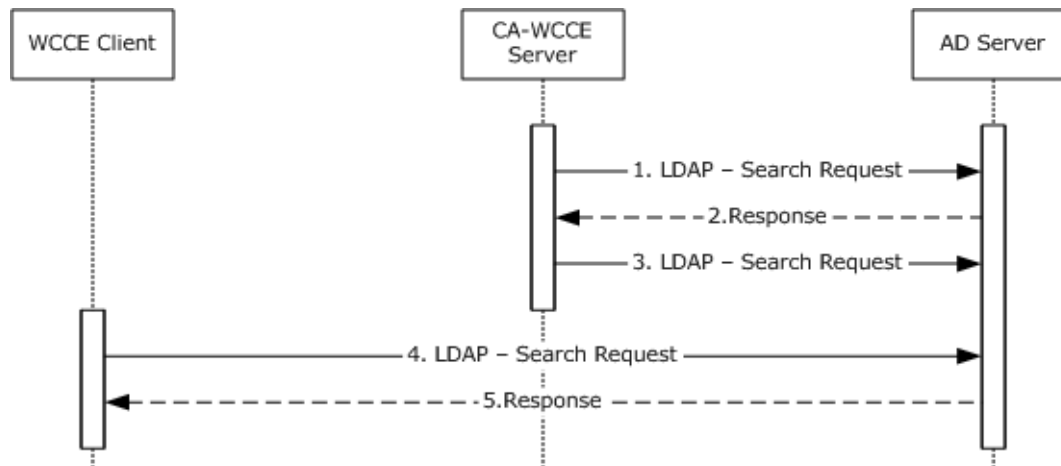 WCCE Client
CA-WCCE
Server
AD Server
1. LDAP – Search Request
2.Response
3. LDAP – Search Request
4. LDAP – Search Request
5.Response